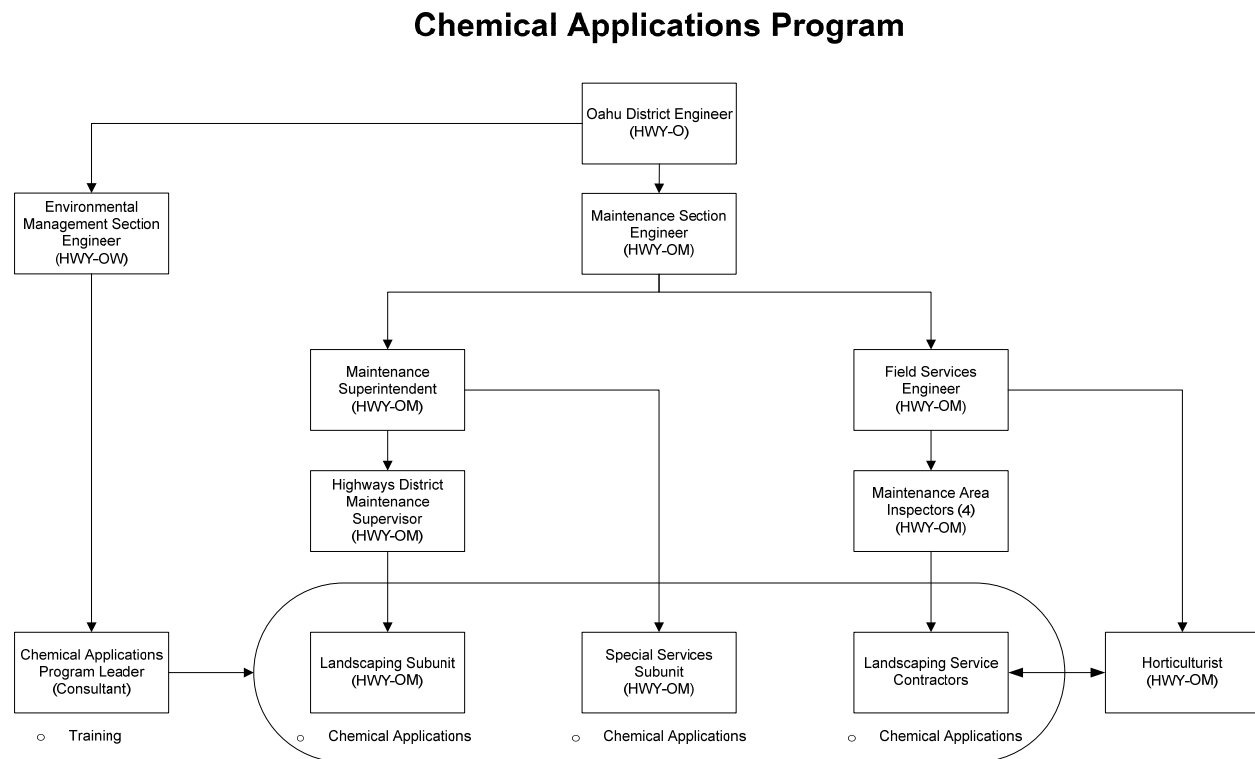 Chemical Applications Program
Oahu District Engineer
(HWY-O)
Environmental
Management Section
Engineer
(HWY-OW)
Maintenance Section
Engineer
(HWY-OM)
Maintenance
Superintendent
(HWY-OM)
Field Services
Engineer
(HWY-OM)
Highways District
Maintenance
Supervisor
(HWY-OM)
Maintenance Area
Inspectors (4)
(HWY-OM)
Chemical Applications
Program Leader
(Consultant)
Landscaping Subunit
(HWY-OM)
Special Services
Subunit
(HWY-OM)
Landscaping Service
Contractors
Horticulturist
(HWY-OM)
o Training
o Chemical Applications
o Chemical Applications
o Chemical Applications